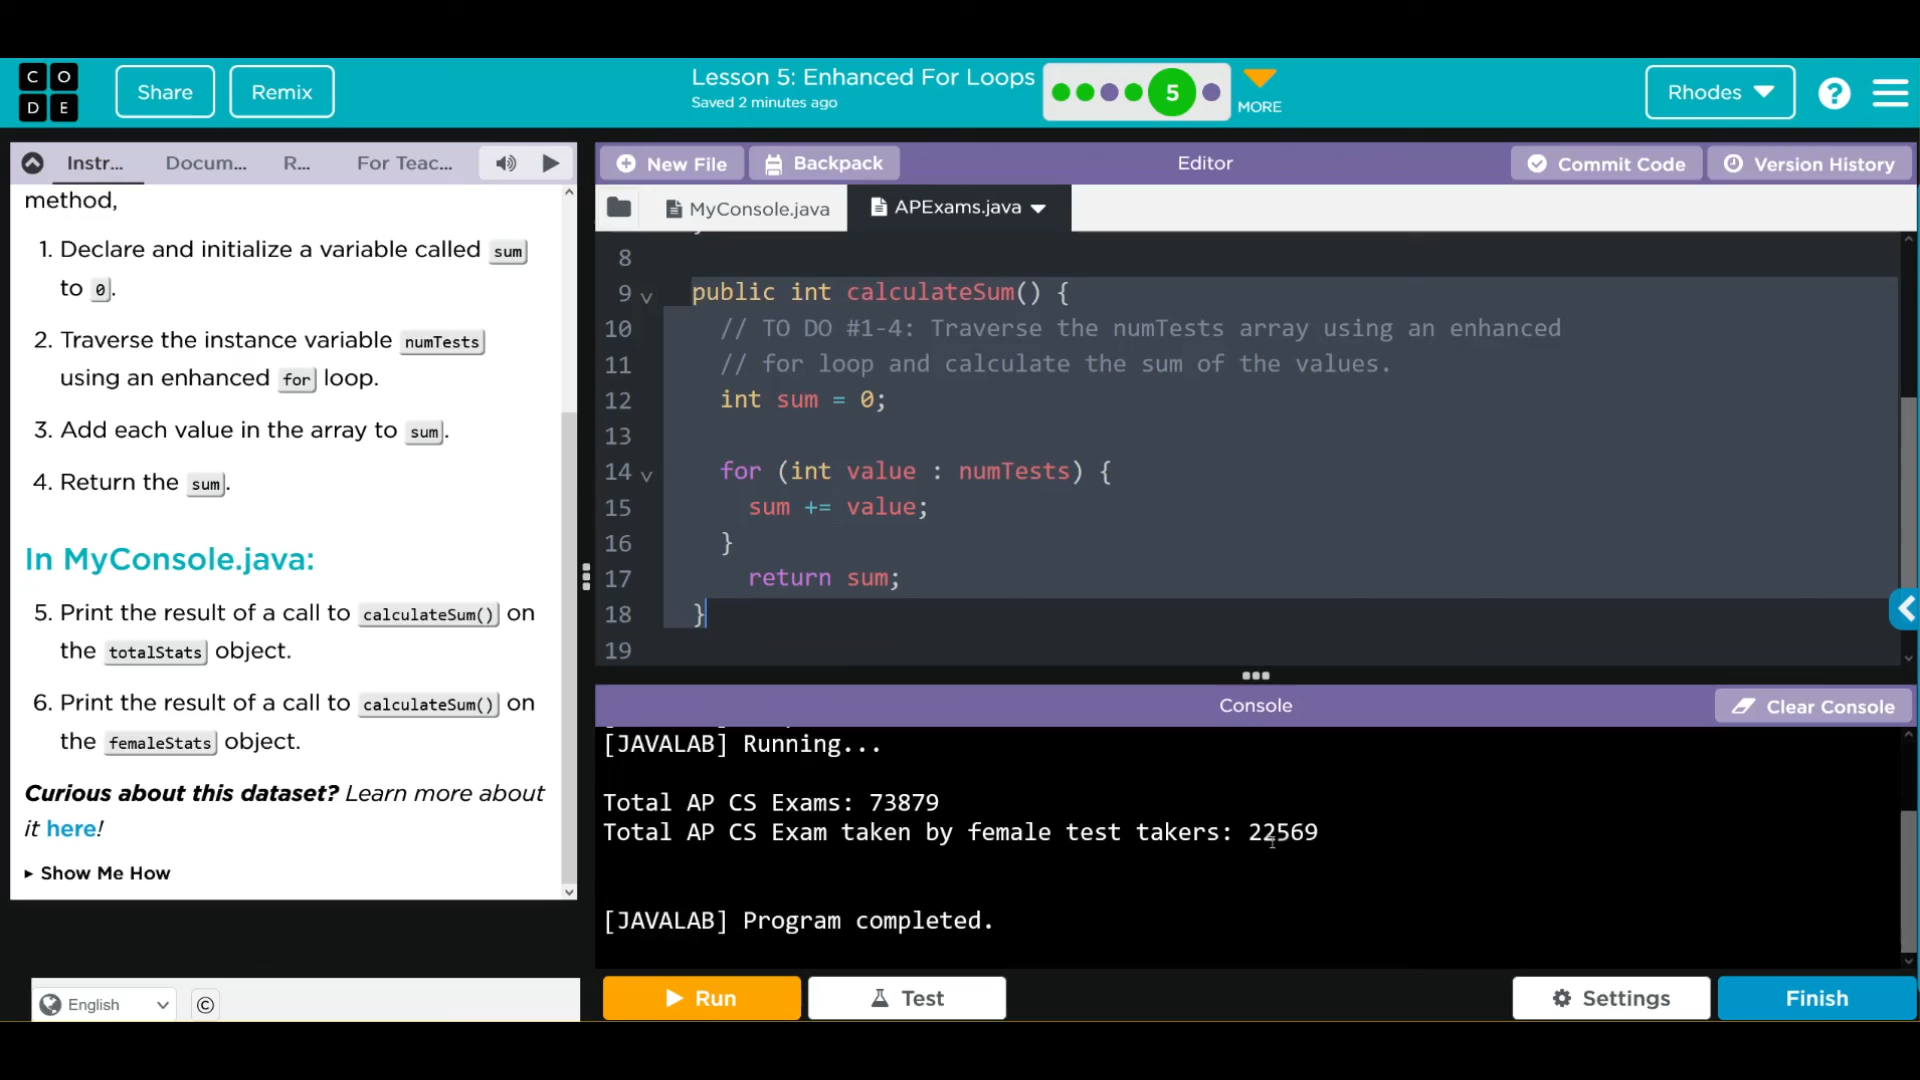 C O
D E
Share
Remix
Lesson 5: Enhanced For Loops
Saved 2 minutes ago
5
MORE
Rhodes
?
Instr...
Docum...
R...
For Teac...
New File
Backpack
Editor
Commit Code
Version History
MyConsole.java
APExams.java
method,
1. Declare and initialize a variable called sum
to 0.
2. Traverse the instance variable numTests
using an enhanced for loop.
3. Add each value in the array to sum.
4. Return the sum.
In MyConsole.java:
5. Print the result of a call to calculateSum() on
the totalStats object.
6. Print the result of a call to calculateSum() on
the femaleStats object.
Curious about this dataset? Learn more about
it here!
Show Me How
8
9 public int calculateSum() {
10 // TO DO #1-4: Traverse the numTests array using an enhanced
11 // for loop and calculate the sum of the values.
12 int sum = 0;
13
14 for (int value : numTests) {
15 sum += value;
16 }
17 return sum;
18 }
19
Console
Clear Console
[JAVALAB] Running...
Total AP CS Exams: 73879
Total AP CS Exam taken by female test takers: 22569
[JAVALAB] Program completed.
English
©
Run
Test
Settings
Finish